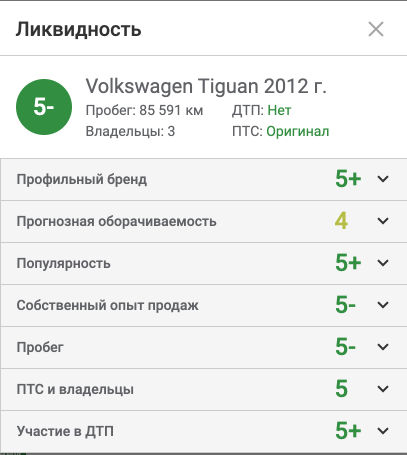 Ликвидность
5-
Volkswagen Tiguan 2012 г.
Пробег: 85 591 км ДТП: Нет
Владельцы: 3 ПТС: Оригинал
Профильный бренд 5+
Прогнозная оборачиваемость 4
Популярность 5+
Собственный опыт продаж 5-
Пробег 5-
ПТС и владельцы 5
Участие в ДТП 5+